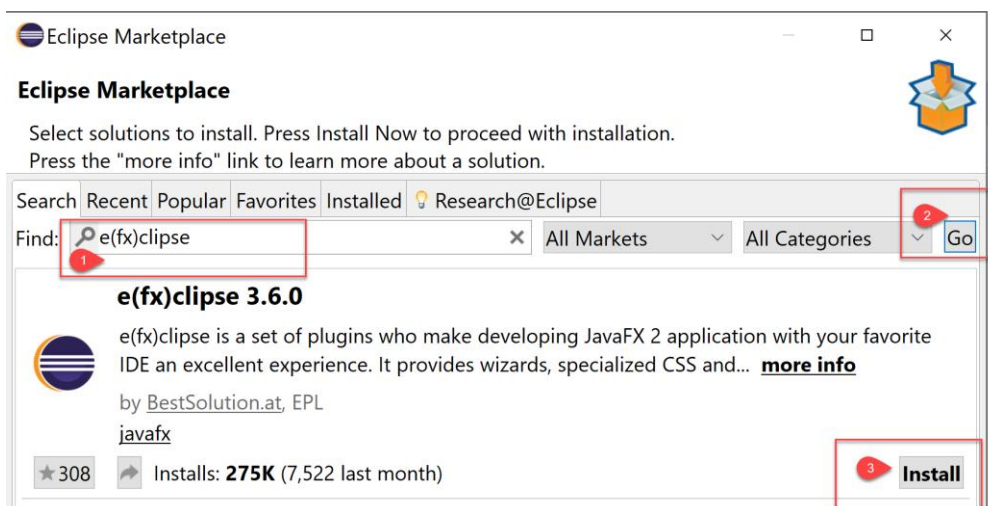 Eclipse Marketplace
Eclipse Marketplace
Select solutions to install. Press Install Now to proceed with installation.
Press the "more info" link to learn more about a solution.
Search Recent Popular Favorites Installed Research@Eclipse
2
Find: e(fx)clipse All Markets All Categories Go
1
e(fx)clipse 3.6.0
e(fx)clipse is a set of plugins who make developing JavaFX 2 application with your favorite
IDE an excellent experience. It provides wizards, specialized CSS and... more info
by BestSolution.at, EPL
javafx
308 Installs: 275K (7,522 last month) 3 Install